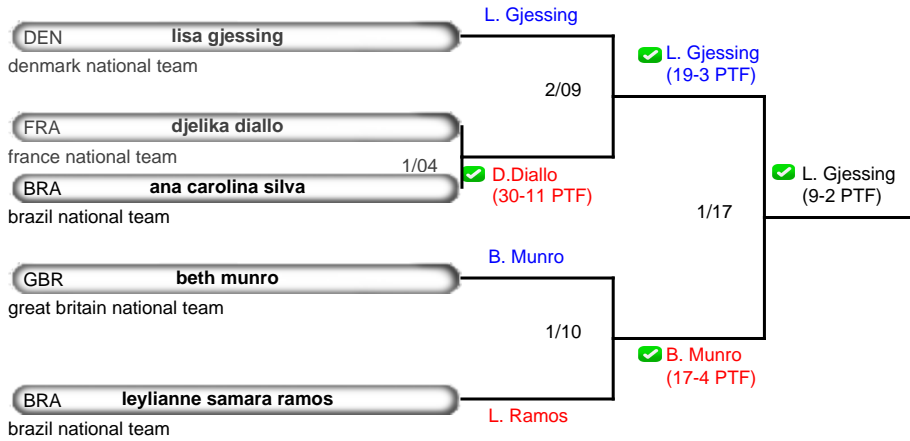 L. Gjessing
DEN lisa gjessing
denmark national team
L. Gjessing
(19-3 PTF)
2/09
FRA djelika diallo
france national team
1/04
D.Diallo
(30-11 PTF)
BRA ana carolina silva
brazil national team
L. Gjessing
(9-2 PTF)
1/17
B. Munro
GBR beth munro
great britain national team
1/10
B. Munro
(17-4 PTF)
BRA leylianne samara ramos
L. Ramos
brazil national team